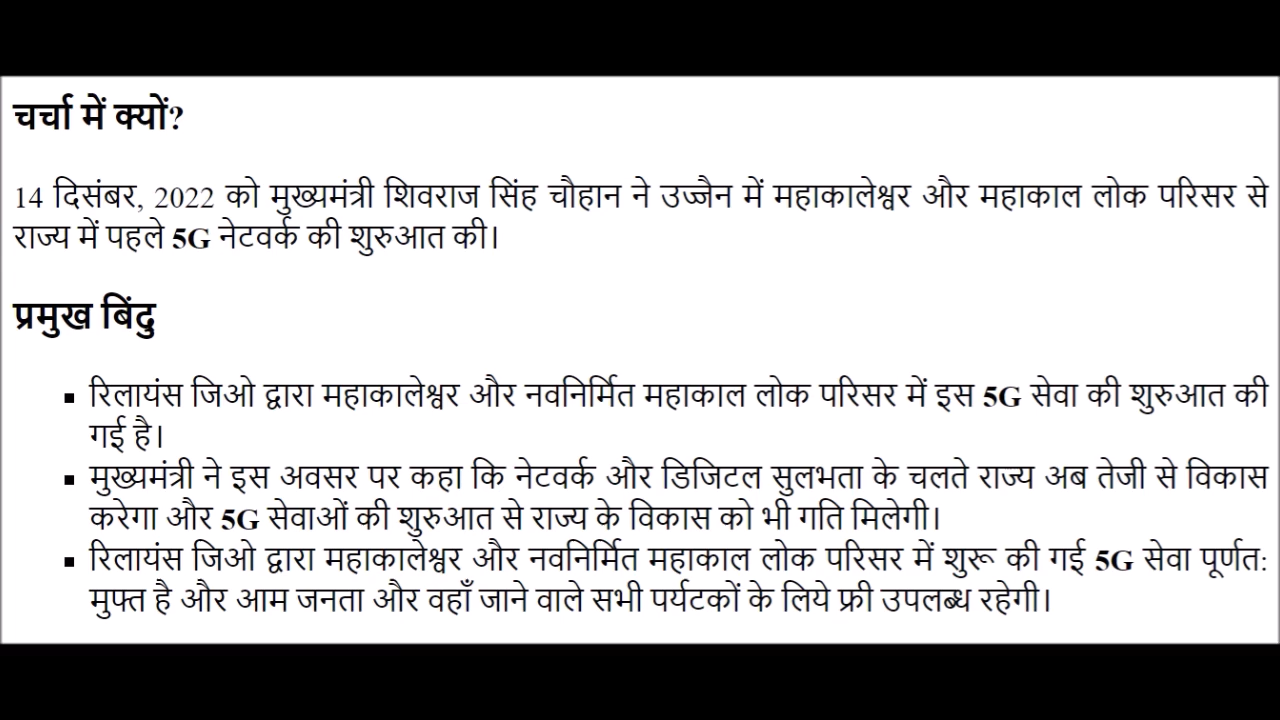 चर्चा में क्यों?
14 दिसंबर, 2022 को मुख्यमंत्री शिवराज सिंह चौहान ने उज्जैन में महाकालेश्वर और महाकाल लोक परिसर से
राज्य में पहले 5G नेटवर्क की शुरुआत की।
प्रमुख बिंदु
▪ रिलायंस जिओ द्वारा महाकालेश्वर और नवनिर्मित महाकाल लोक परिसर में इस 5G सेवा की शुरुआत की
गई है।
▪ मुख्यमंत्री ने इस अवसर पर कहा कि नेटवर्क और डिजिटल सुलभता के चलते राज्य अब तेजी से विकास
करेगा और 5G सेवाओं की शुरुआत से राज्य के विकास को भी गति मिलेगी।
▪ रिलायंस जिओ द्वारा महाकालेश्वर और नवनिर्मित महाकाल लोक परिसर में शुरू की गई 5G सेवा पूर्णत:
मुफ्त है और आम जनता और वहाँ जाने वाले सभी पर्यटकों के लिये फ्री उपलब्ध रहेगी।